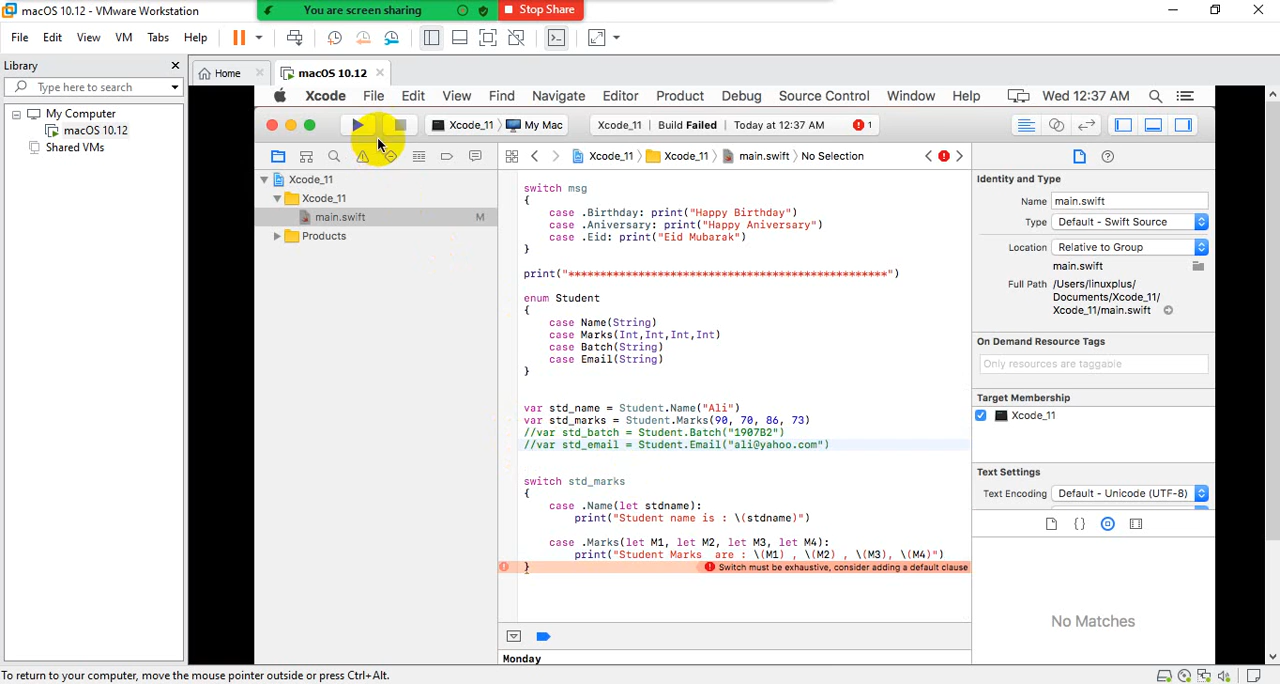 macOS 10.12 - VMware Workstation
You are screen sharing
Stop Share
File Edit View VM Tabs Help
Library
Type here to search
My Computer
macOS 10.12
Shared VMs
Home
macOS 10.12
Xcode File Edit View Find Navigate Editor Product Debug Source Control Window Help Wed 12:37 AM
Xcode_11 My Mac
Xcode_11 | Build Failed | Today at 12:37 AM 1
Xcode_11
Xcode_11
main.swift M
Products
Xcode_11 Xcode_11 main.swift No Selection
switch msg
{
case .Birthday: print("Happy Birthday")
case .Aniversary: print("Happy Aniversary")
case .Eid: print("Eid Mubarak")
}
print("**************************************************")
enum Student
{
case Name(String)
case Marks(Int,Int,Int,Int)
case Batch(String)
case Email(String)
}
var std_name = Student.Name("Ali")
var std_marks = Student.Marks(90, 70, 86, 73)
//var std_batch = Student.Batch("1907B2")
//var std_email = Student.Email("ali@yahoo.com")
switch std_marks
{
case .Name(let stdname):
print("Student name is : \(stdname)")
case .Marks(let M1, let M2, let M3, let M4):
print("Student Marks  are : \(M1) , \(M2) , \(M3), \(M4)")
}
Switch must be exhaustive, consider adding a default clause
Monday
Identity and Type
Name main.swift
Type Default - Swift Source
Location Relative to Group
main.swift
Full Path /Users/linuxplus/
Documents/Xcode_11/
Xcode_11/main.swift
On Demand Resource Tags
Only resources are taggable
Target Membership
Xcode_11
Text Settings
Text Encoding Default - Unicode (UTF-8)
No Matches
To return to your computer, move the mouse pointer outside or press Ctrl+Alt.